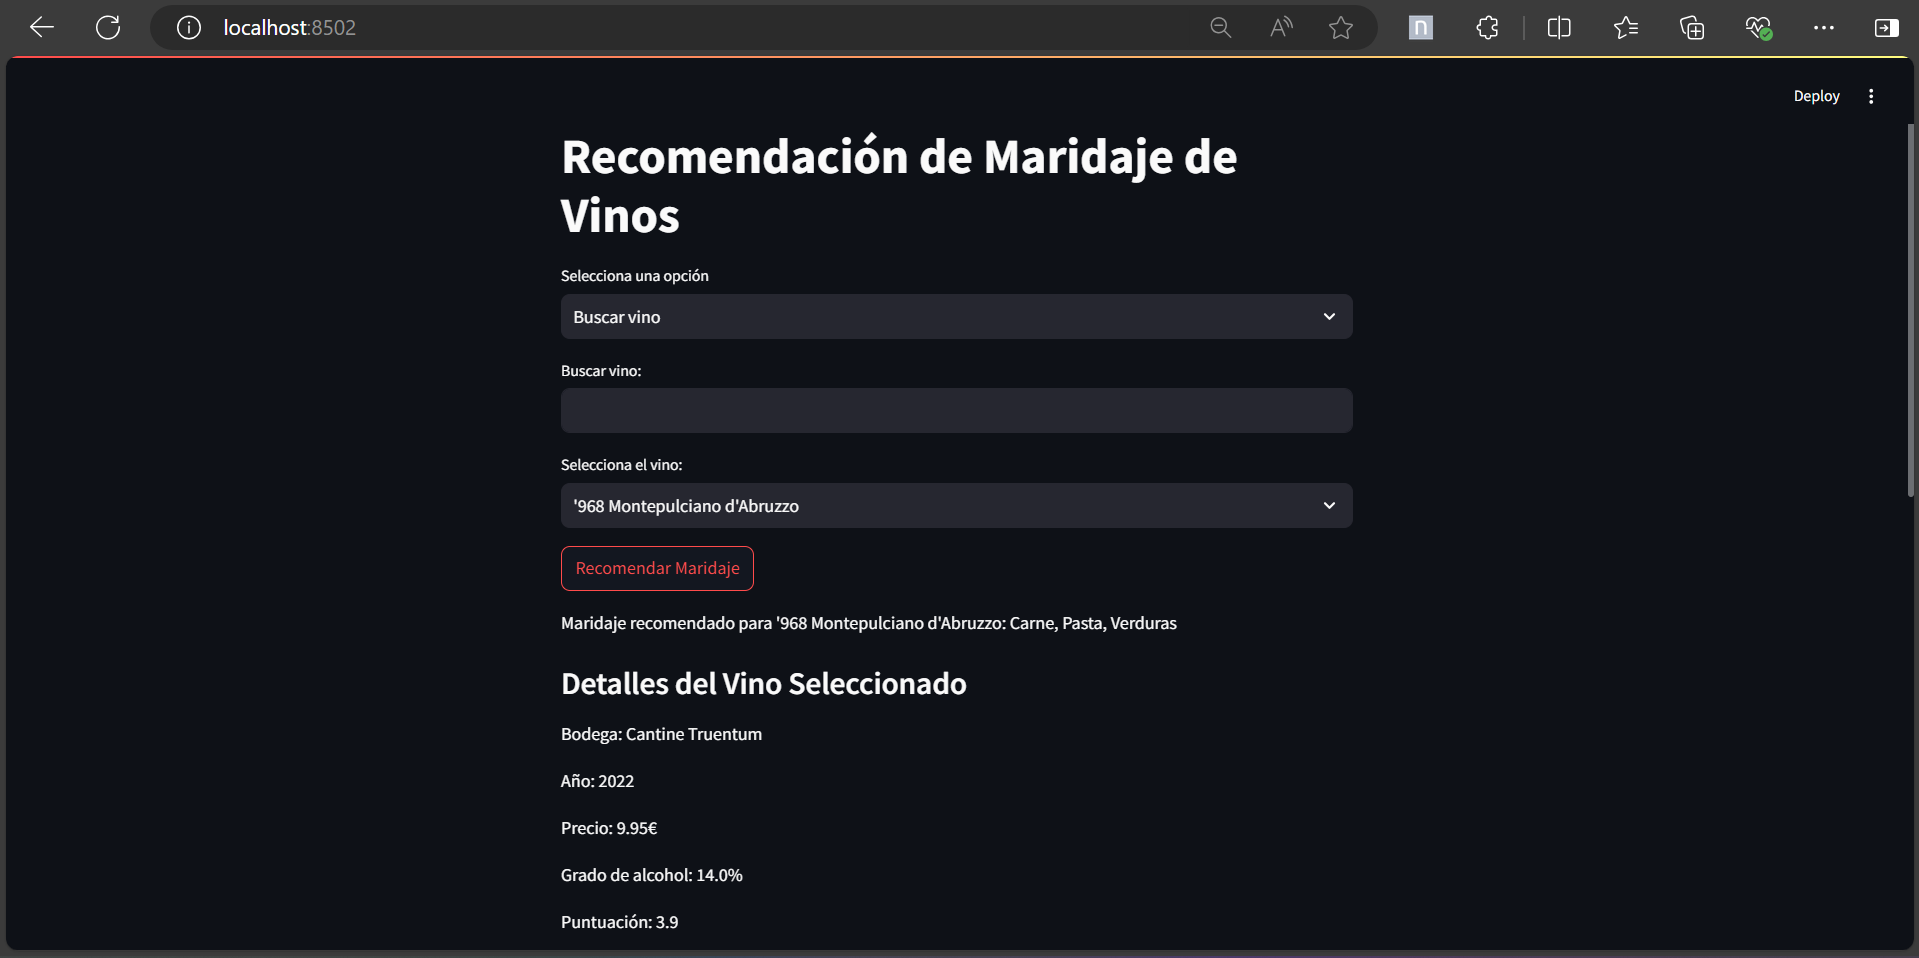 localhost:8502
Deploy
Recomendación de Maridaje de
Vinos
Selecciona una opción
Buscar vino
Buscar vino:
Selecciona el vino:
'968 Montepulciano d'Abruzzo
Recomendar Maridaje
Maridaje recomendado para '968 Montepulciano d'Abruzzo: Carne, Pasta, Verduras
Detalles del Vino Seleccionado
Bodega: Cantine Truentum
Año: 2022
Precio: 9.95€
Grado de alcohol: 14.0%
Puntuación: 3.9